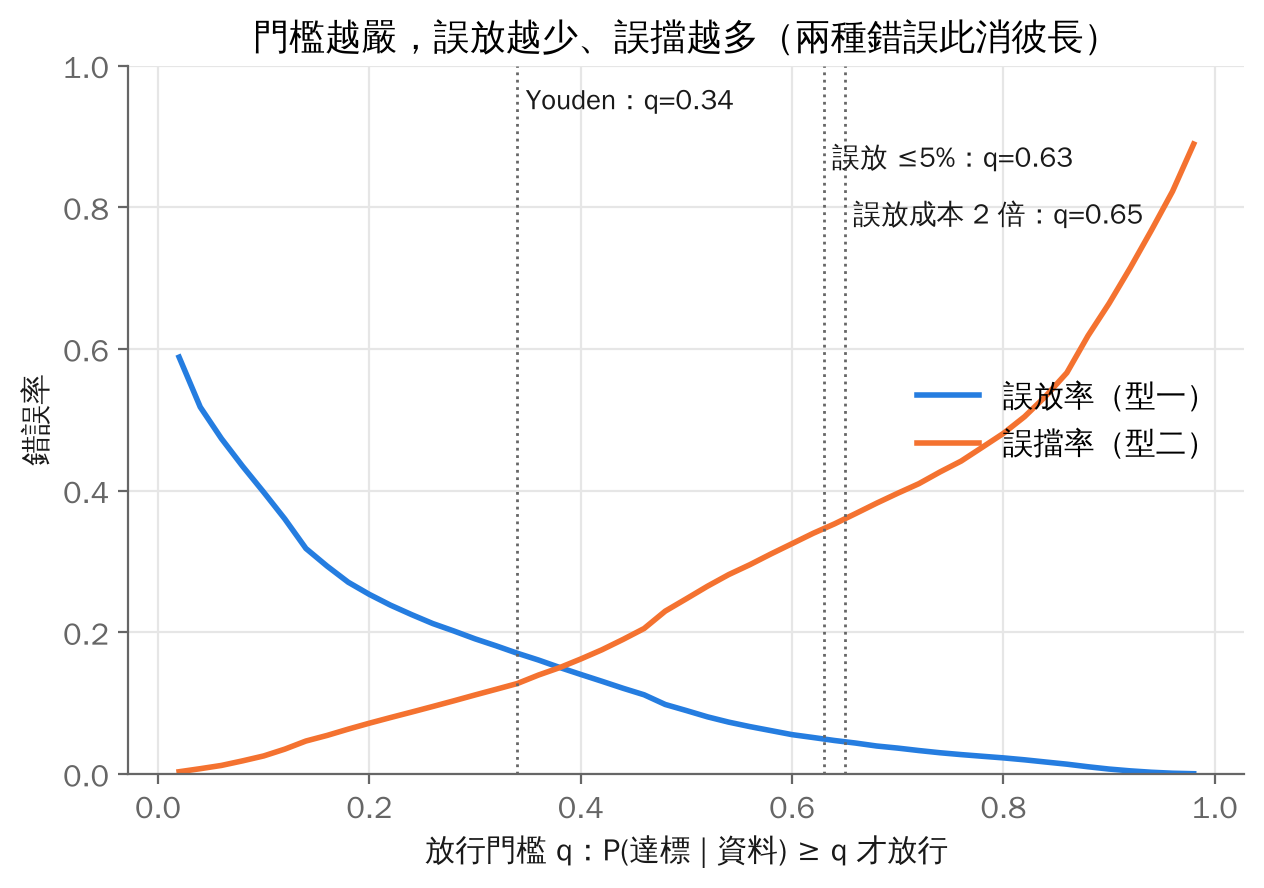 門檻越嚴，誤放越少、誤擋越多（兩種錯誤此消彼長）
1.0
0.8
0.6
0.4
0.2
0.0
錯誤率
Youden：q=0.34
誤放 ≤5%：q=0.63
誤放成本 2 倍：q=0.65
誤放率（型一）
誤擋率（型二）
0.0 0.2 0.4 0.6 0.8 1.0
放行門檻 q：P(達標 | 資料) ≥ q 才放行